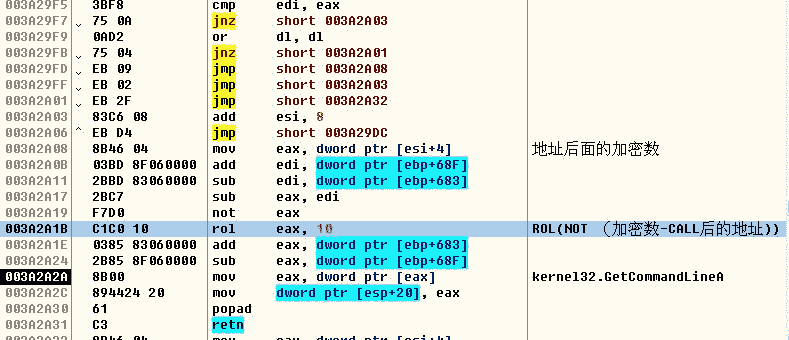 003A29F5 3BF8 cmp edi, eax
003A29F7 75 0A jnz short 003A2A03
003A29F9 0AD2 or dl, dl
003A29FB 75 04 jnz short 003A2A01
003A29FD EB 09 jmp short 003A2A08
003A29FF EB 02 jmp short 003A2A03
003A2A01 EB 2F jmp short 003A2A32
003A2A03 83C6 08 add esi, 8
003A2A06 EB D4 jmp short 003A29DC
003A2A08 8B46 04 mov eax, dword ptr [esi+4] 地址后面的加密数
003A2A0B 03BD 8F060000 add edi, dword ptr [ebp+68F]
003A2A11 2BBD 83060000 sub edi, dword ptr [ebp+683]
003A2A17 2BC7 sub eax, edi
003A2A19 F7D0 not eax
003A2A1B C1C0 10 rol eax, 10 ROL(NOT （加密数-CALL后的地址))
003A2A1E 0385 83060000 add eax, dword ptr [ebp+683]
003A2A24 2B85 8F060000 sub eax, dword ptr [ebp+68F]
003A2A2A 8B00 mov eax, dword ptr [eax] kernel32.GetCommandLineA
003A2A2C 894424 20 mov dword ptr [esp+20], eax
003A2A30 61 popad
003A2A31 C3 retn